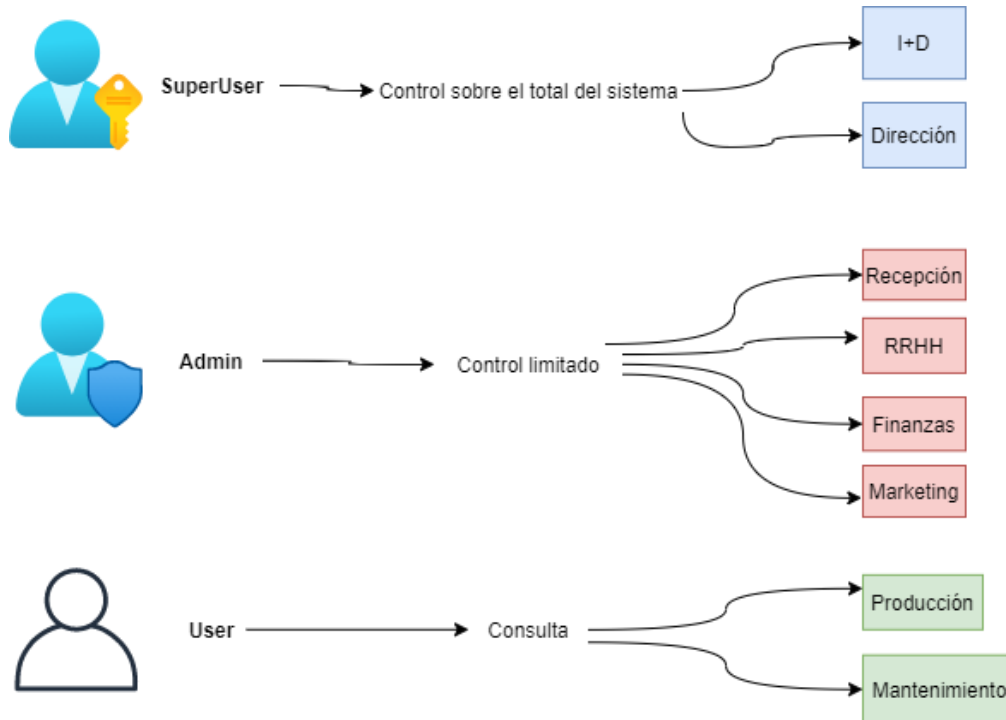 I+D
SuperUser
Control sobre el total del sistema
Dirección
Recepción
RRHH
Admin
Control limitado
Finanzas
Marketing
Producción
User
Consulta
Mantenimiento